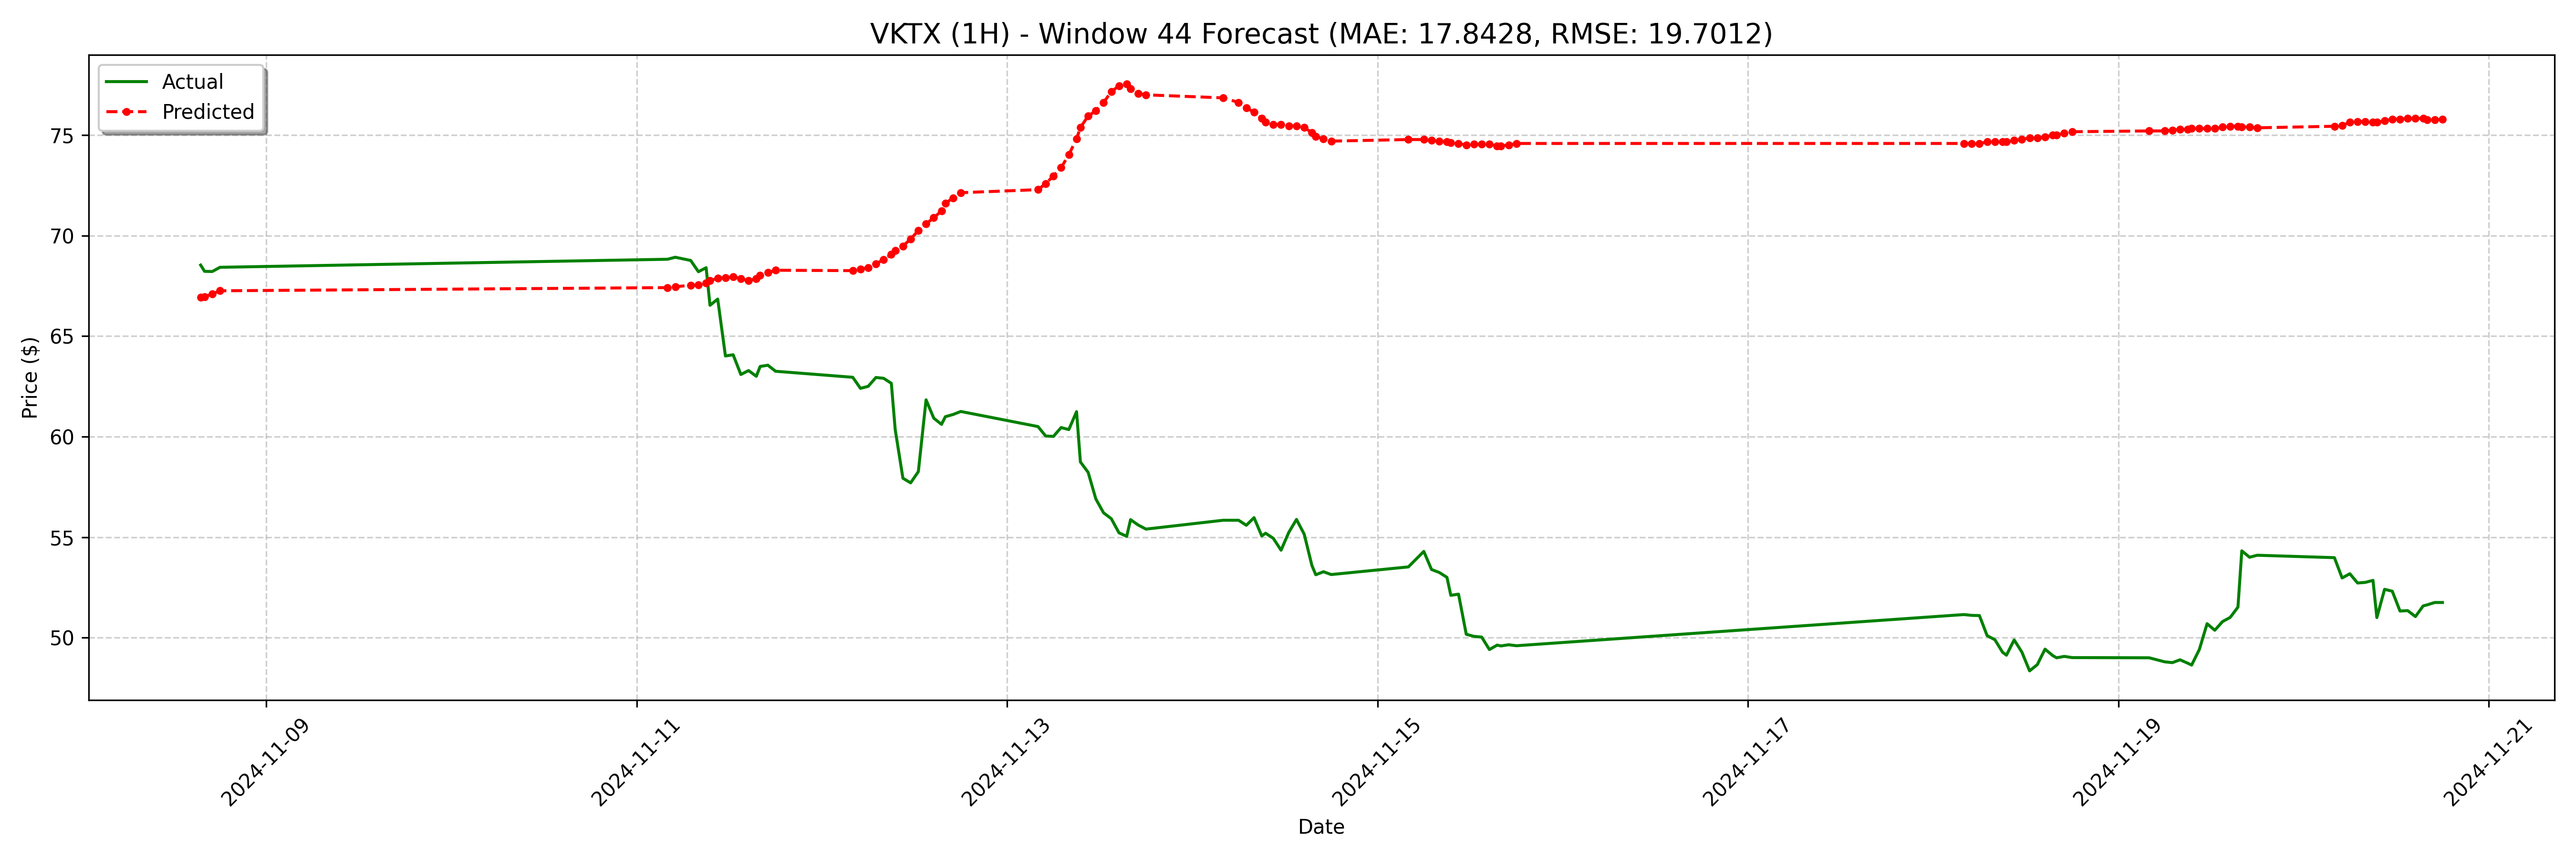 VKTX (1H) - Window 44 Forecast (MAE: 17.8428, RMSE: 19.7012)
Actual
Predicted
Price ($)
75
70
65
60
55
50
2024-11-09
2024-11-11
2024-11-13
2024-11-15
2024-11-17
2024-11-19
2024-11-21
Date